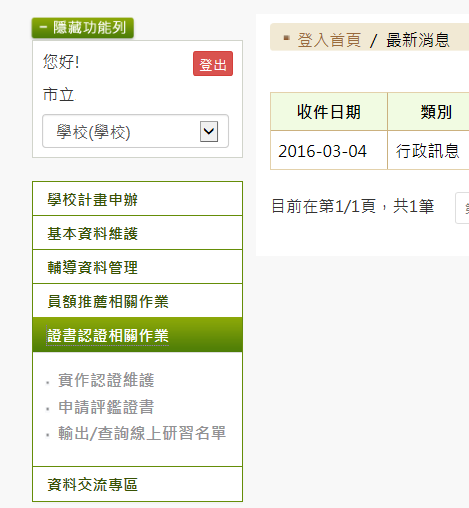 − 隱藏功能列
您好!
登出
市立
學校(學校)
學校計畫申辦
基本資料維護
輔導資料管理
員額推薦相關作業
證書認證相關作業
實作認證維護
申請評鑑證書
輸出/查詢線上研習名單
資料交流專區
登入首頁 / 最新消息
收件日期 類別
2016-03-04 行政訊息
目前在第1/1頁，共1筆